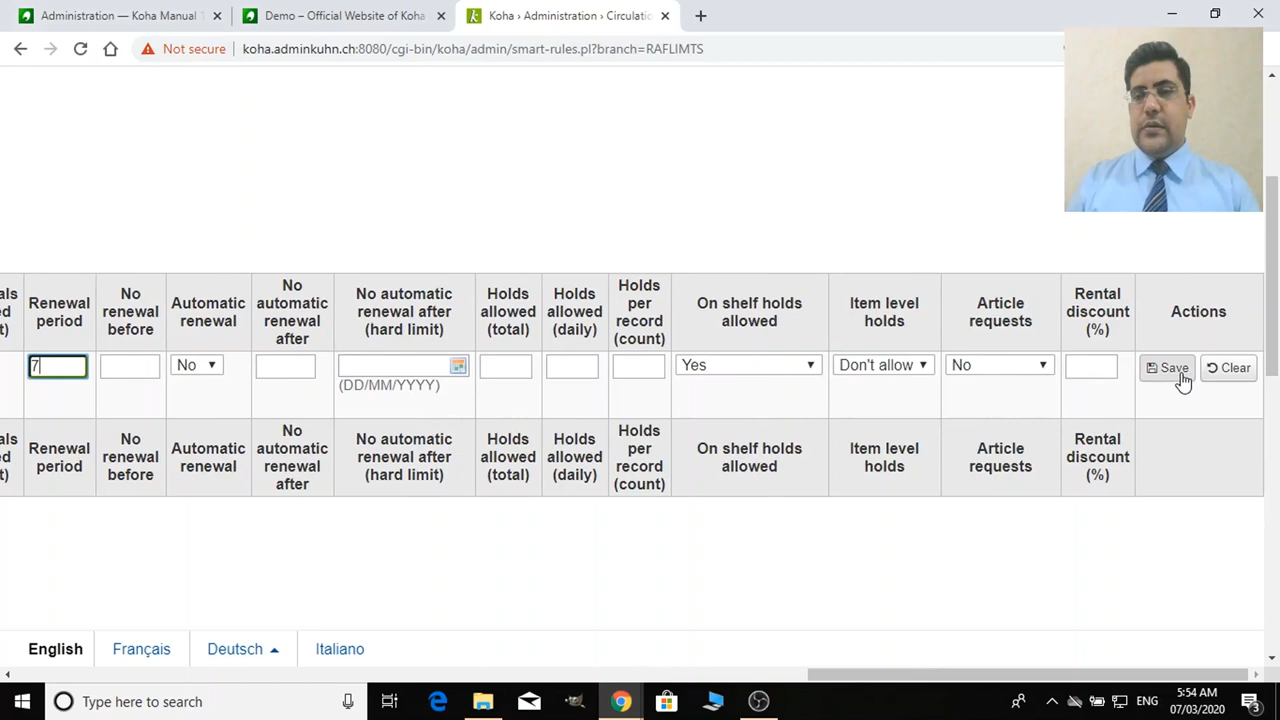 Administration — Koha Manual
Demo – Official Website of Koha
Koha › Administration › Circulatio
Not secure
koha.adminkuhn.ch:8080/cgi-bin/koha/admin/smart-rules.pl?branch=RAFLIMTS
Renewal period
No renewal before
Automatic renewal
No automatic renewal after
No automatic renewal after (hard limit)
Holds allowed (total)
Holds allowed (daily)
Holds per record (count)
On shelf holds allowed
Item level holds
Article requests
Rental discount (%)
Actions
7
No
(DD/MM/YYYY)
Yes
Don't allow
No
Save
Clear
Renewal period
No renewal before
Automatic renewal
No automatic renewal after
No automatic renewal after (hard limit)
Holds allowed (total)
Holds allowed (daily)
Holds per record (count)
On shelf holds allowed
Item level holds
Article requests
Rental discount (%)
English
Français
Deutsch
Italiano
Type here to search
ENG
5:54 AM
07/03/2020
3